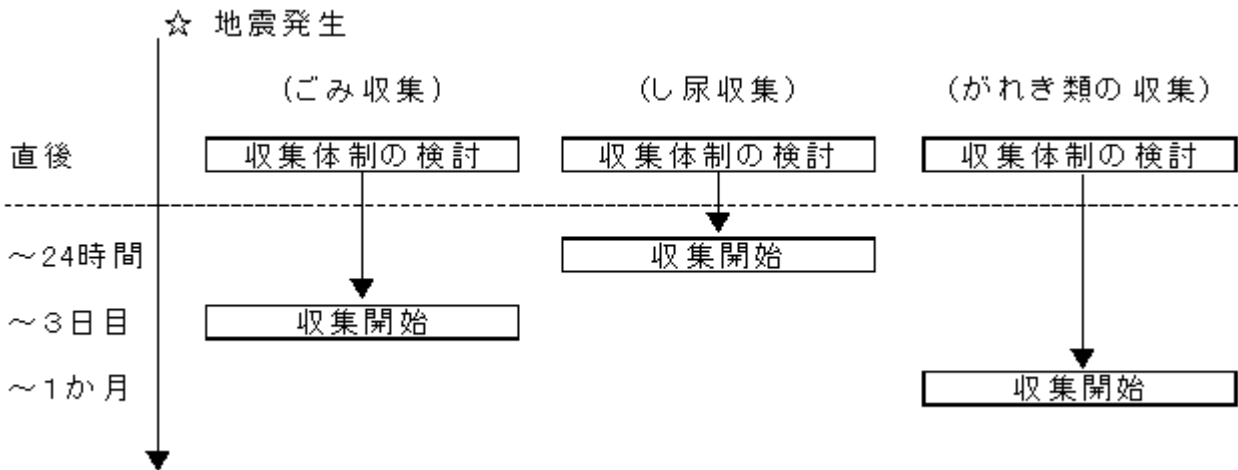 ☆ 地震発生
(ごみ収集) (し尿収集) (がれき類の収集)
直後 収集体制の検討 収集体制の検討 収集体制の検討
～24時間 収集開始
～3日目 収集開始
～1か月 収集開始